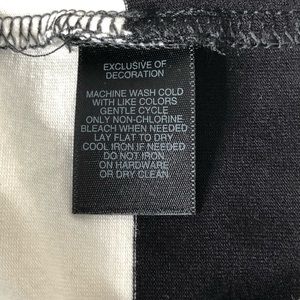 EXCLUSIVE OF
DECORATION
MACHINE WASH COLD
WITH LIKE COLORS
GENTLE CYCLE
ONLY NON-CHLORINE
BLEACH WHEN NEEDED
LAY FLAT TO DRY
COOL IRON IF NEEDED
DO NOT IRON
ON HARDWARE
OR DRY CLEAN